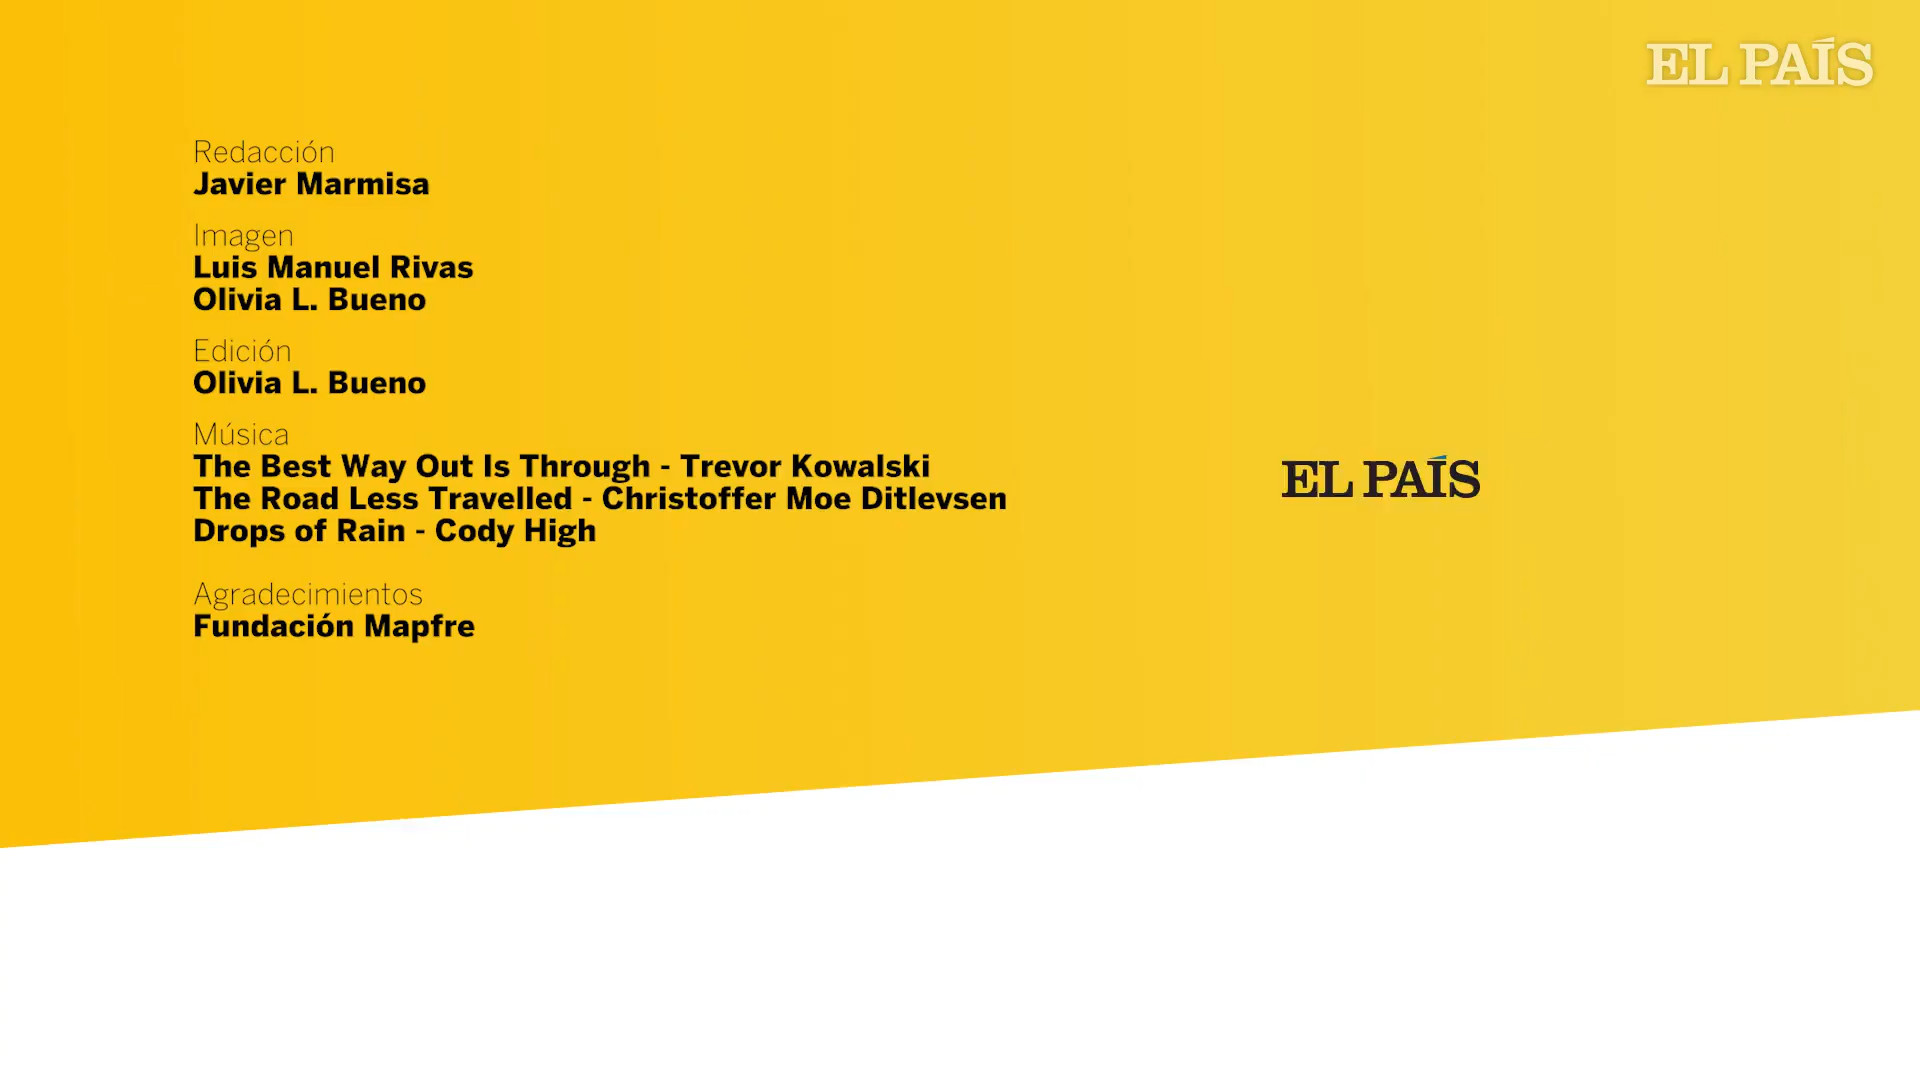 EL PAÍS
Redacción
Javier Marmisa
Imagen
Luis Manuel Rivas
Olivia L. Bueno
Edición
Olivia L. Bueno
Música
The Best Way Out Is Through - Trevor Kowalski
The Road Less Travelled - Christoffer Moe Ditlevsen
Drops of Rain - Cody High
EL PAÍS
Agradecimientos
Fundación Mapfre